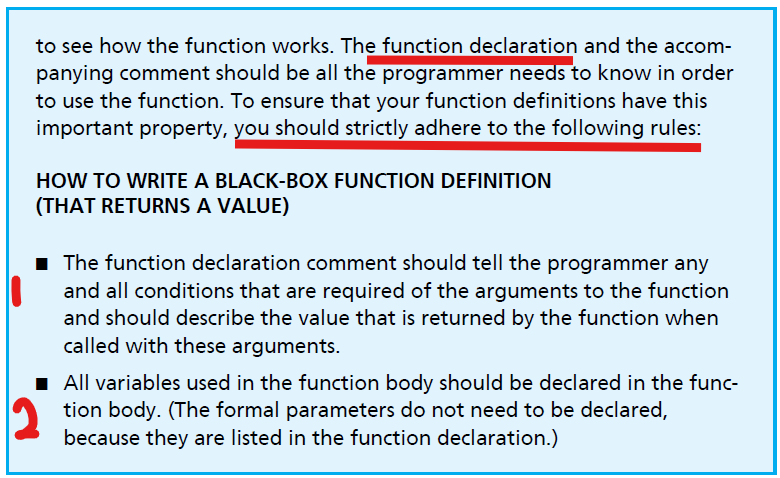 to see how the function works. The function declaration and the accom-
panying comment should be all the programmer needs to know in order
to use the function. To ensure that your function definitions have this
important property, you should strictly adhere to the following rules:
HOW TO WRITE A BLACK-BOX FUNCTION DEFINITION
(THAT RETURNS A VALUE)
■ The function declaration comment should tell the programmer any
1 and all conditions that are required of the arguments to the function
and should describe the value that is returned by the function when
called with these arguments.
■ All variables used in the function body should be declared in the func-
2 tion body. (The formal parameters do not need to be declared,
because they are listed in the function declaration.)